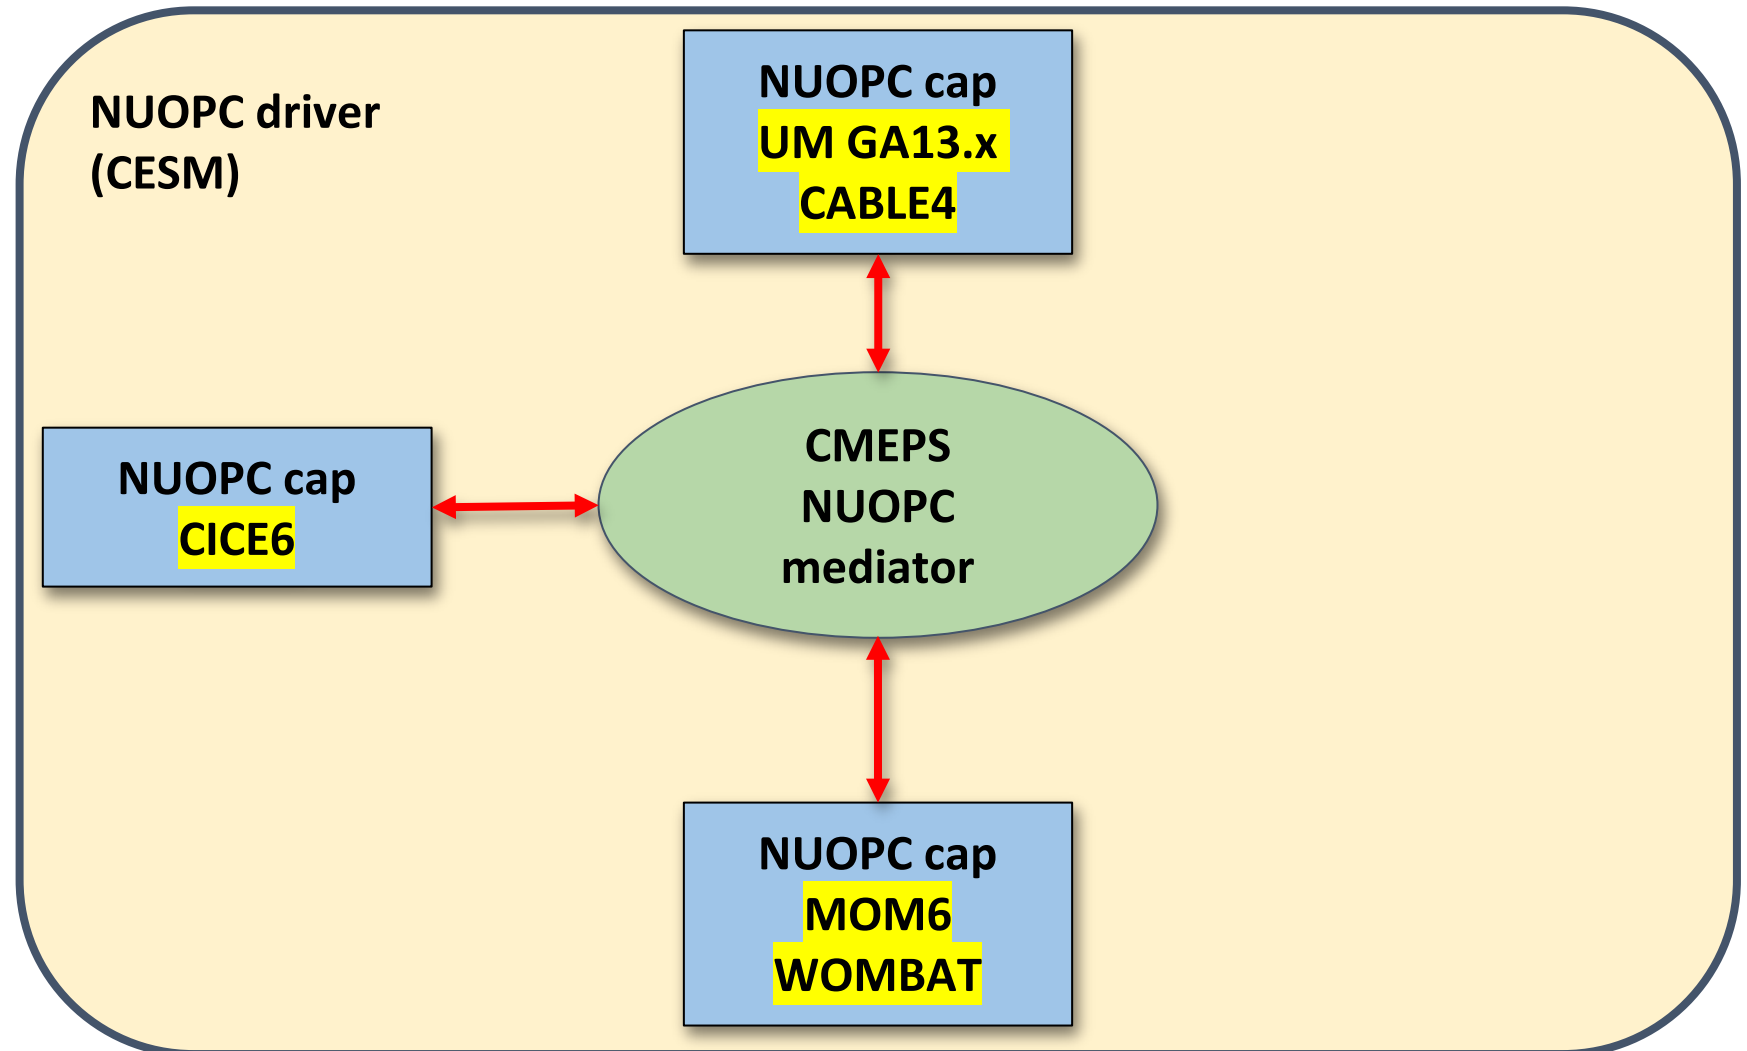 NUOPC driver
(CESM)
NUOPC cap
UM GA13.x
CABLE4
NUOPC cap
CICE6
CMEPS
NUOPC
mediator
NUOPC cap
MOM6
WOMBAT